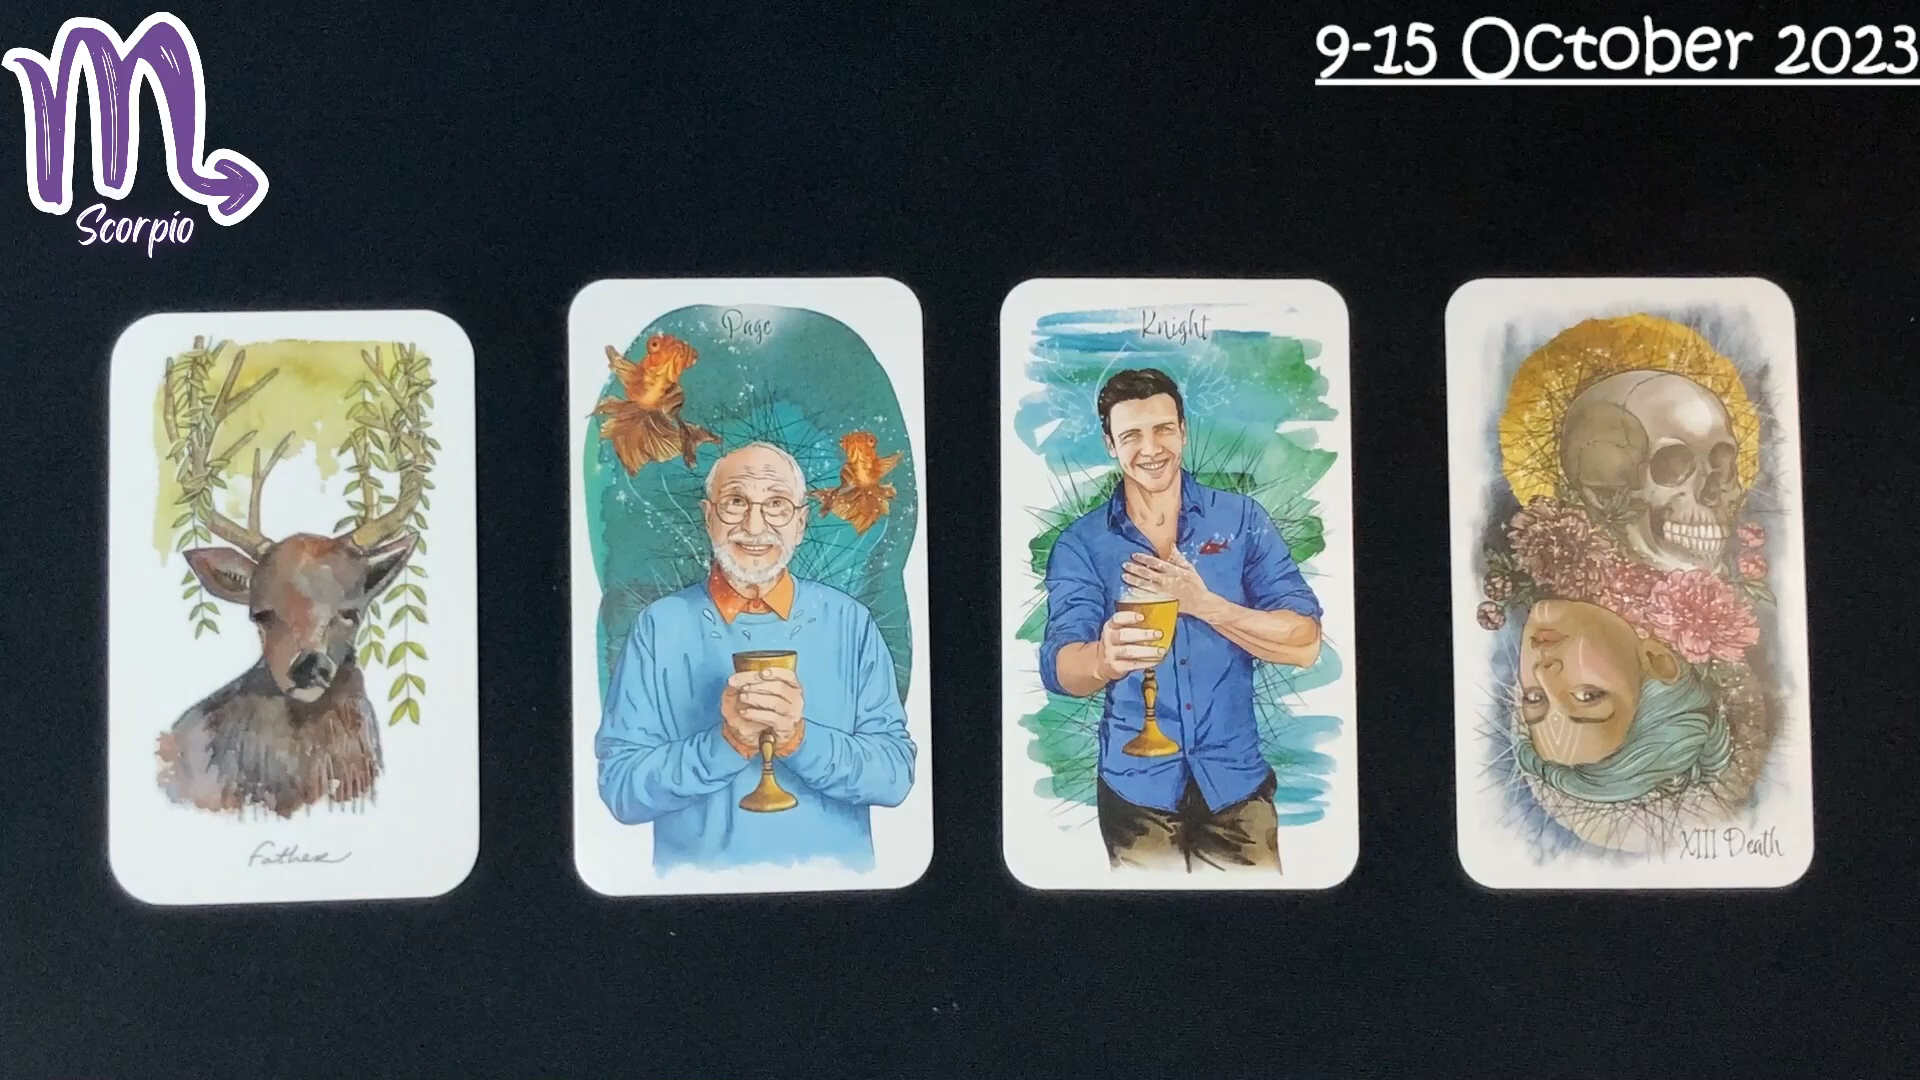 Scorpio
9-15 October 2023
Father
Page
Knight
XIII Death